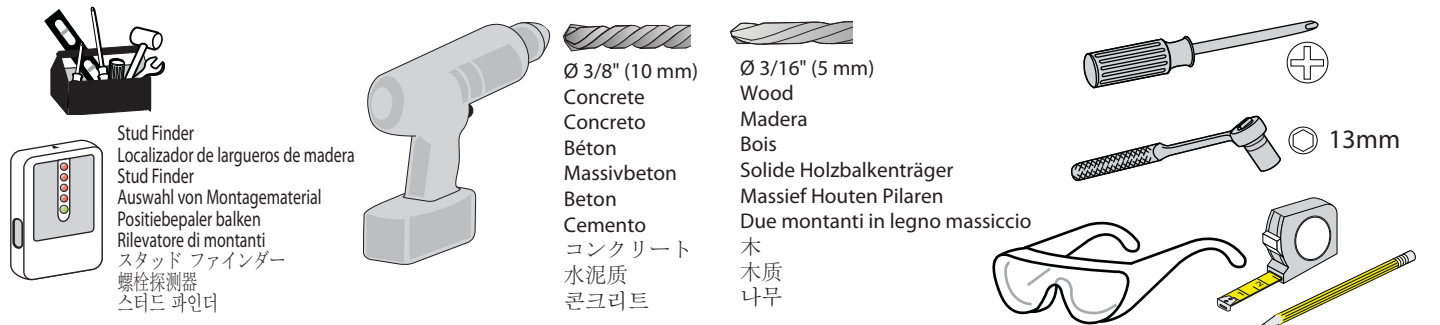 Stud Finder
Localizador de largueros de madera
Stud Finder
Auswahl von Montagematerial
Positiebepaler balken
Rilevatore di montanti
スタッド ファインダー
螺栓探测器
스터드 파인더
Ø 3/8" (10 mm)
Concrete
Concreto
Béton
Massivbeton
Beton
Cemento
コンクリート
水泥质
콘크리트
Ø 3/16" (5 mm)
Wood
Madera
Bois
Solide Holzbalkenträger
Massief Houten Pilaren
Due montanti in legno massiccio
木
木质
나무
13mm
1 2 3